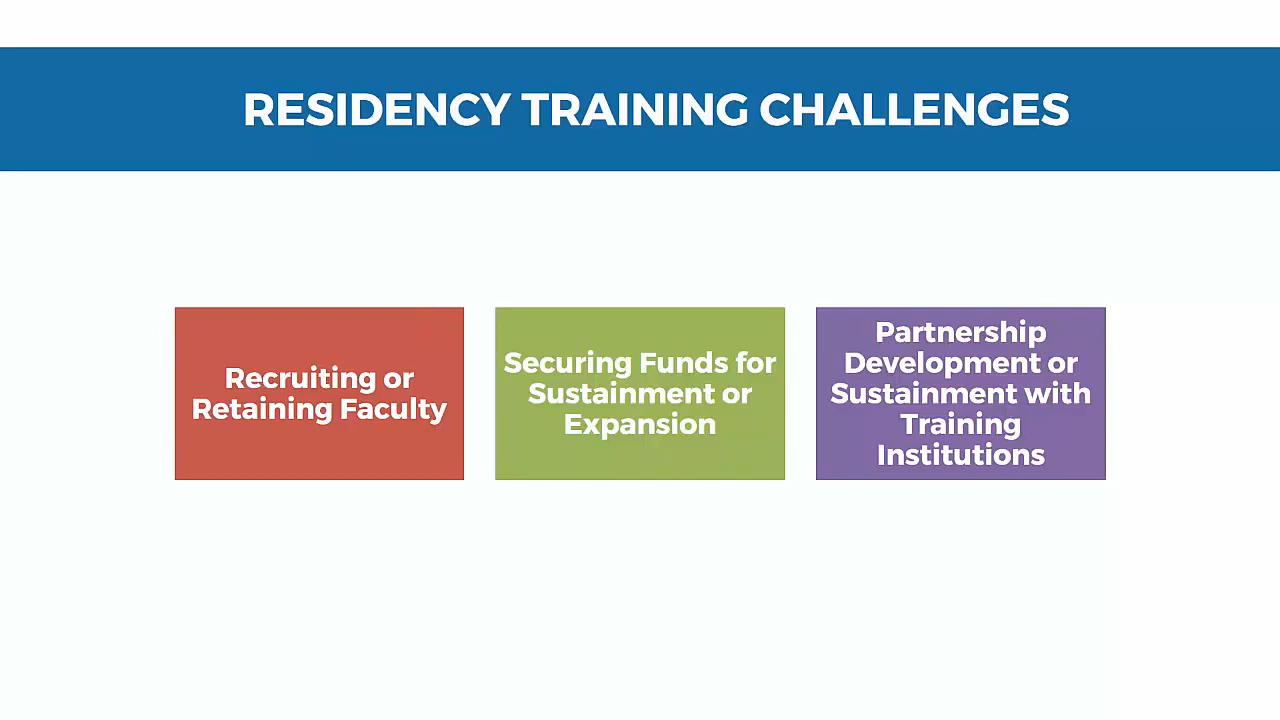 RESIDENCY TRAINING CHALLENGES
Recruiting or
Retaining Faculty
Securing Funds for
Sustainment or
Expansion
Partnership
Development or
Sustainment with
Training
Institutions